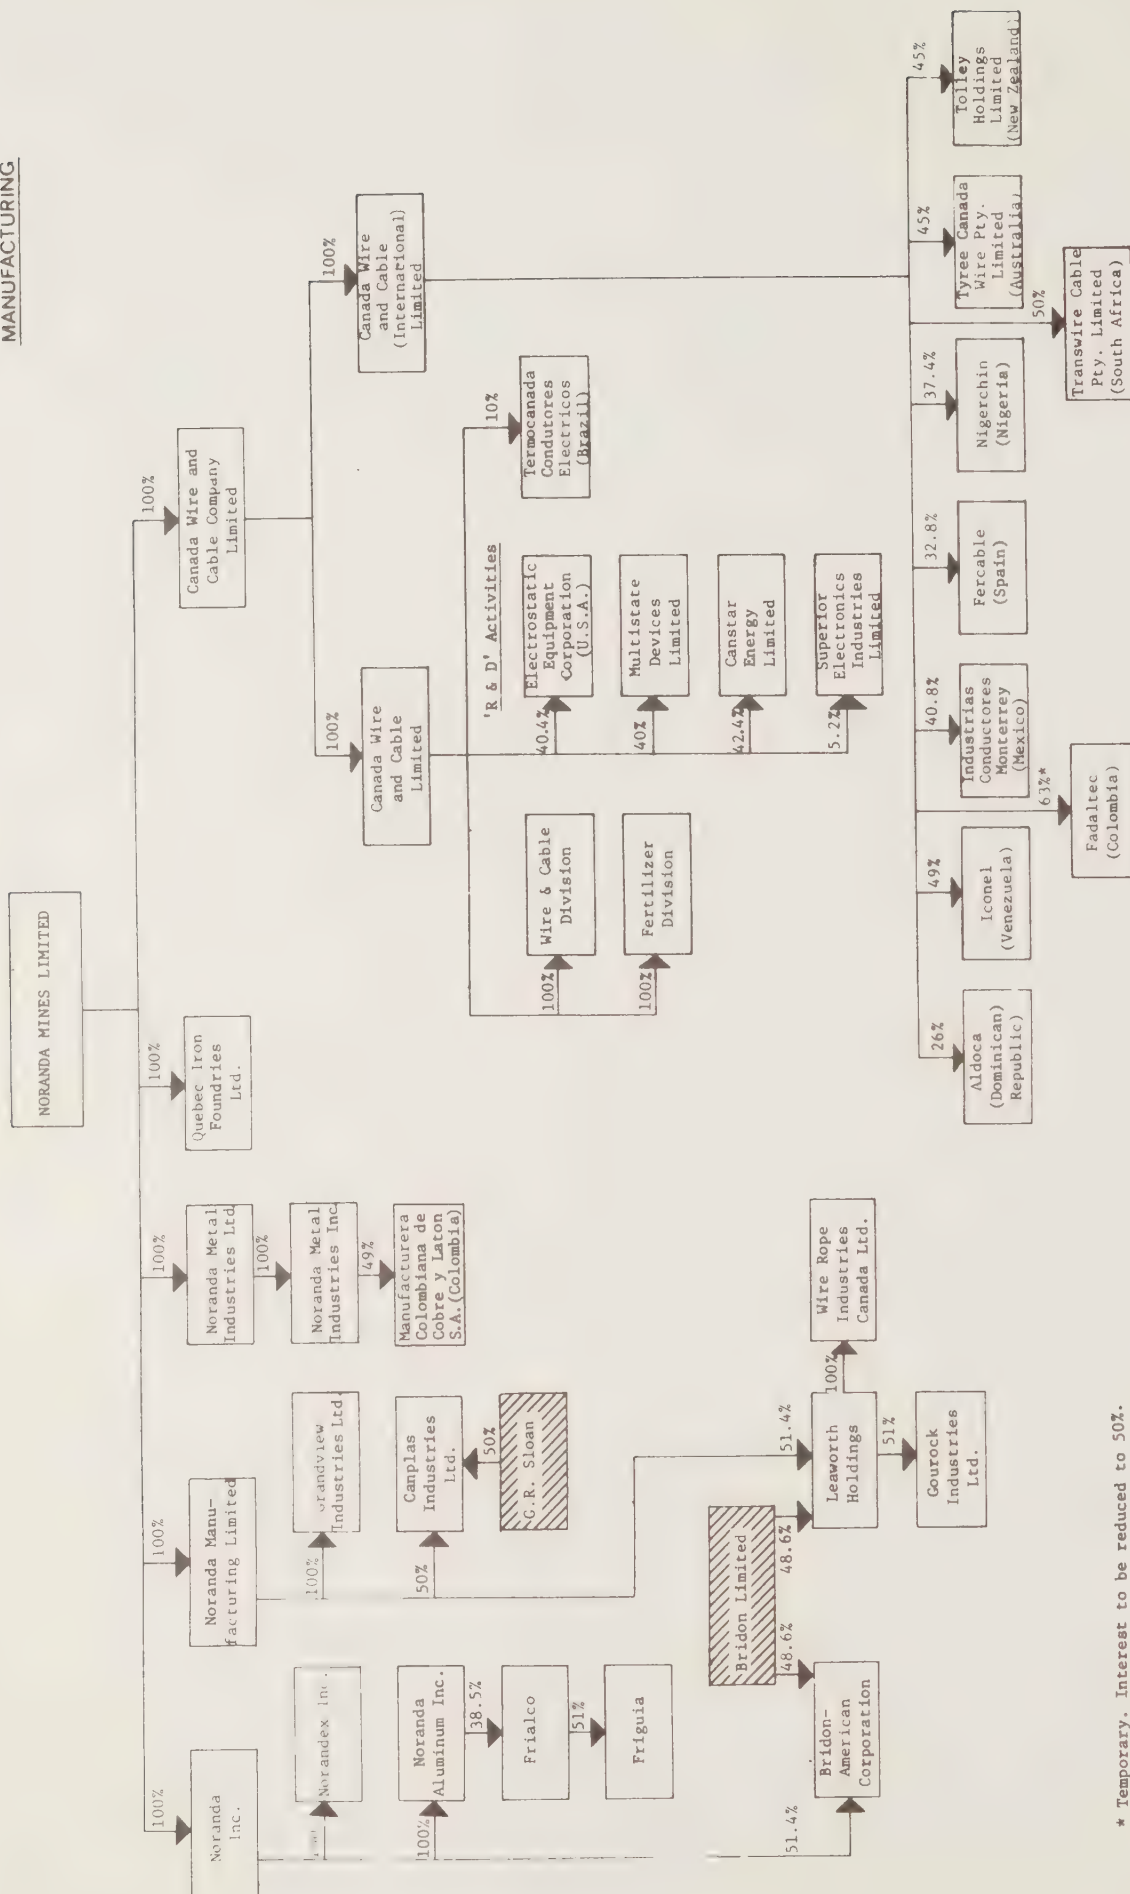 MANUFACTURING
NORANDA MINES LIMITED
100%
Noranda
Inc.
100%
Noranda Manu-
facturing Limited
100%
Noranda Metal
Industries Ltd.
100%
Quebec Iron
Foundries
Ltd.
100%
Canada Wire and
Cable Company
Limited
Norandex Inc.
100%
Noranda
Aluminum Inc.
38.5%
Frialco
51%
Friguia
51.4%
Bridon-
American
Corporation
48.6%
Bridon Limited
48.6%
100%
Grandview
Industries Ltd.
50%
Canplas
Industries
Ltd.
50%
G.R. Sloan
51.4%
Leaworth
Holdings
100%
Wire Rope
Industries
Canada Ltd.
51%
Gourock
Industries
Ltd.
100%
Noranda Metal
Industries Inc.
49%
Manufacturera
Colombiana de
Cobre y Laton
S.A.(Colombia)
100%
Canada Wire
and Cable
Limited
100%
Canada Wire
and Cable
(International)
Limited
100%
Wire & Cable
Division
100%
Fertilizer
Division
'R & D' Activities
40.4%
Electrostatic
Equipment
Corporation
(U.S.A.)
40%
Multistate
Devices
Limited
42.4%
Canstar
Energy
Limited
5.2%
Superior
Electronics
Industries
Limited
10%
Termocanada
Condutores
Electricos
(Brazil)
26%
Aldoca
(Dominican)
Republic)
49%
Iconel
(Venezuela)
63%*
Fadaltec
(Colombia)
40.8%
Industrias
Conductores
Monterrey
(Mexico)
32.8%
Fercable
(Spain)
37.4%
Nigerchin
(Nigeria)
50%
Transwire Cable
Pty. Limited
(South Africa)
45%
Tyree Canada
Wire Pty.
Limited
(Australia)
45%
Tolley
Holdings
Limited
(New Zealand)
* Temporary. Interest to be reduced to 50%.